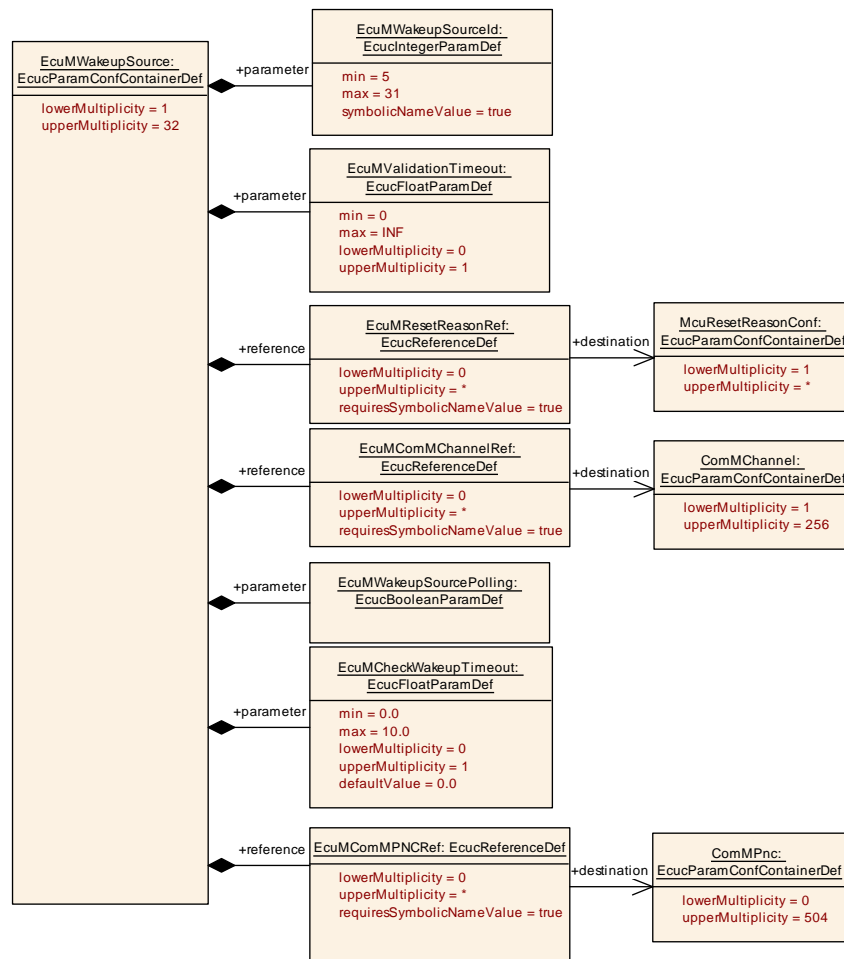 EcuMWakeupSource:
EcucParamConfContainerDef
lowerMultiplicity = 1
upperMultiplicity = 32
+parameter
EcuMWakeupSourceId:
EcucIntegerParamDef
min = 5
max = 31
symbolicNameValue = true
+parameter
EcuMValidationTimeout:
EcucFloatParamDef
min = 0
max = INF
lowerMultiplicity = 0
upperMultiplicity = 1
+reference
EcuMResetReasonRef:
EcucReferenceDef
lowerMultiplicity = 0
upperMultiplicity = *
requiresSymbolicNameValue = true
+destination
McuResetReasonConf:
EcucParamConfContainerDef
lowerMultiplicity = 1
upperMultiplicity = *
+reference
EcuMComMChannelRef:
EcucReferenceDef
lowerMultiplicity = 0
upperMultiplicity = *
requiresSymbolicNameValue = true
+destination
ComMChannel:
EcucParamConfContainerDef
lowerMultiplicity = 1
upperMultiplicity = 256
+parameter
EcuMWakeupSourcePolling:
EcucBooleanParamDef
+parameter
EcuMCheckWakeupTimeout:
EcucFloatParamDef
min = 0.0
max = 10.0
lowerMultiplicity = 0
upperMultiplicity = 1
defaultValue = 0.0
+reference
EcuMComMPNCRef: EcucReferenceDef
lowerMultiplicity = 0
upperMultiplicity = *
requiresSymbolicNameValue = true
+destination
ComMPnc:
EcucParamConfContainerDef
lowerMultiplicity = 0
upperMultiplicity = 504